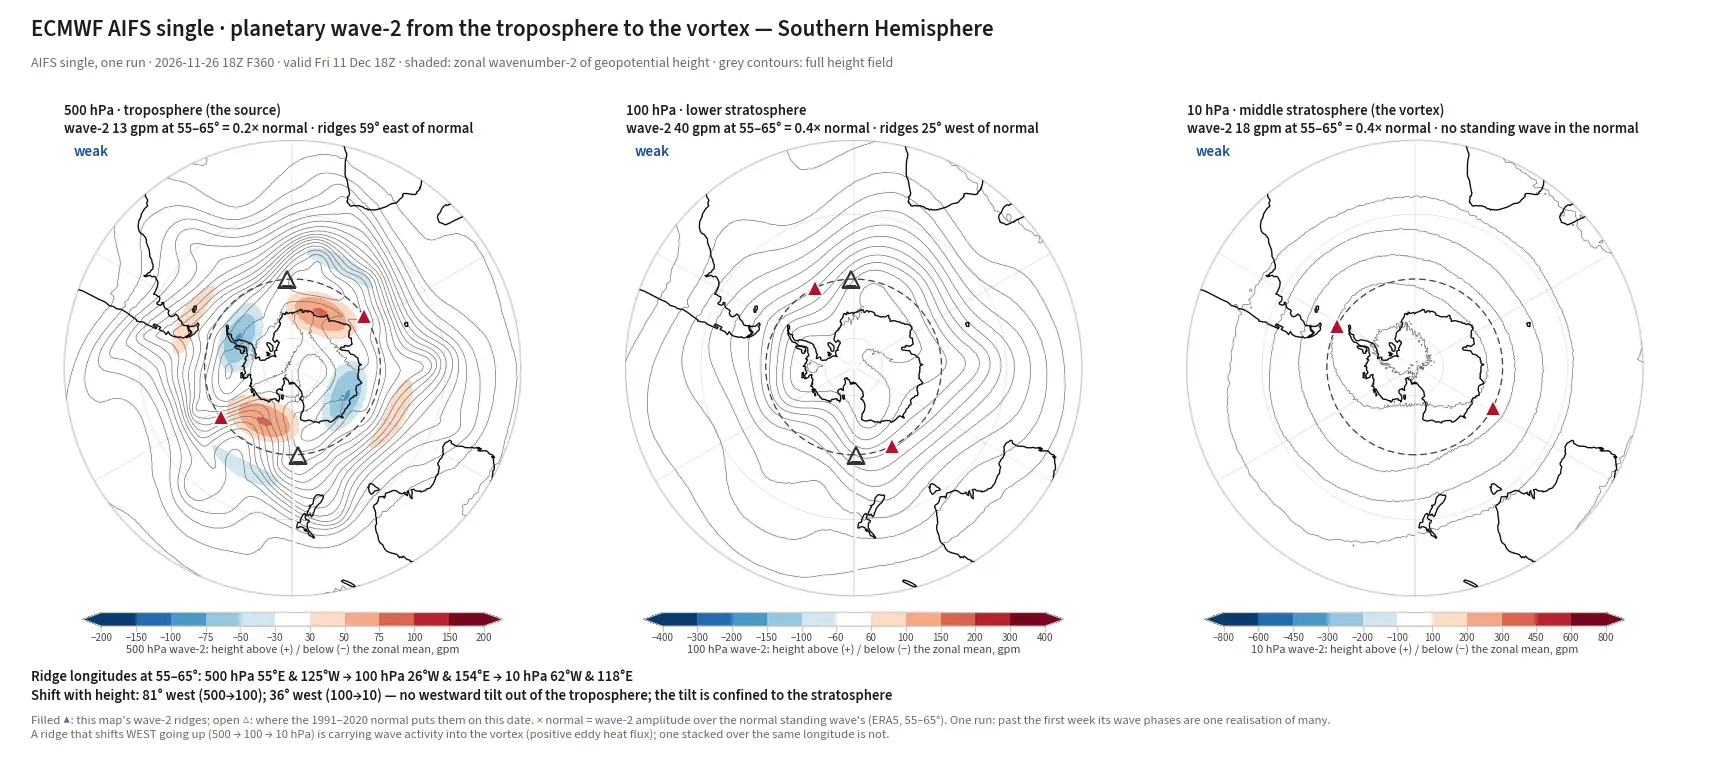 ECMWF AIFS single · planetary wave-2 from the troposphere to the vortex — Southern Hemisphere
AIFS single, one run · 2026-11-26 18Z F360 · valid Fri 11 Dec 18Z · shaded: zonal wavenumber-2 of geopotential height · grey contours: full height field
500 hPa · troposphere (the source)
wave-2 13 gpm at 55–65° = 0.2× normal · ridges 59° east of normal
weak
100 hPa · lower stratosphere
wave-2 40 gpm at 55–65° = 0.4× normal · ridges 25° west of normal
weak
10 hPa · middle stratosphere (the vortex)
wave-2 18 gpm at 55–65° = 0.4× normal · no standing wave in the normal
weak
−200 −150 −100 −75 −50 −30 30 50 75 100 150 200
500 hPa wave-2: height above (+) / below (−) the zonal mean, gpm
−400 −300 −200 −150 −100 −60 60 100 150 200 300 400
100 hPa wave-2: height above (+) / below (−) the zonal mean, gpm
−800 −600 −450 −300 −200 −100 100 200 300 450 600 800
10 hPa wave-2: height above (+) / below (−) the zonal mean, gpm
Ridge longitudes at 55–65°: 500 hPa 55°E & 125°W → 100 hPa 26°W & 154°E → 10 hPa 62°W & 118°E
Shift with height: 81° west (500→100); 36° west (100→10) — no westward tilt out of the troposphere; the tilt is confined to the stratosphere
Filled ▲: this map's wave-2 ridges; open △: where the 1991–2020 normal puts them on this date. × normal = wave-2 amplitude over the normal standing wave's (ERA5, 55–65°). One run: past the first week its wave phases are one realisation of many.
A ridge that shifts WEST going up (500 → 100 → 10 hPa) is carrying wave activity into the vortex (positive eddy heat flux); one stacked over the same longitude is not.